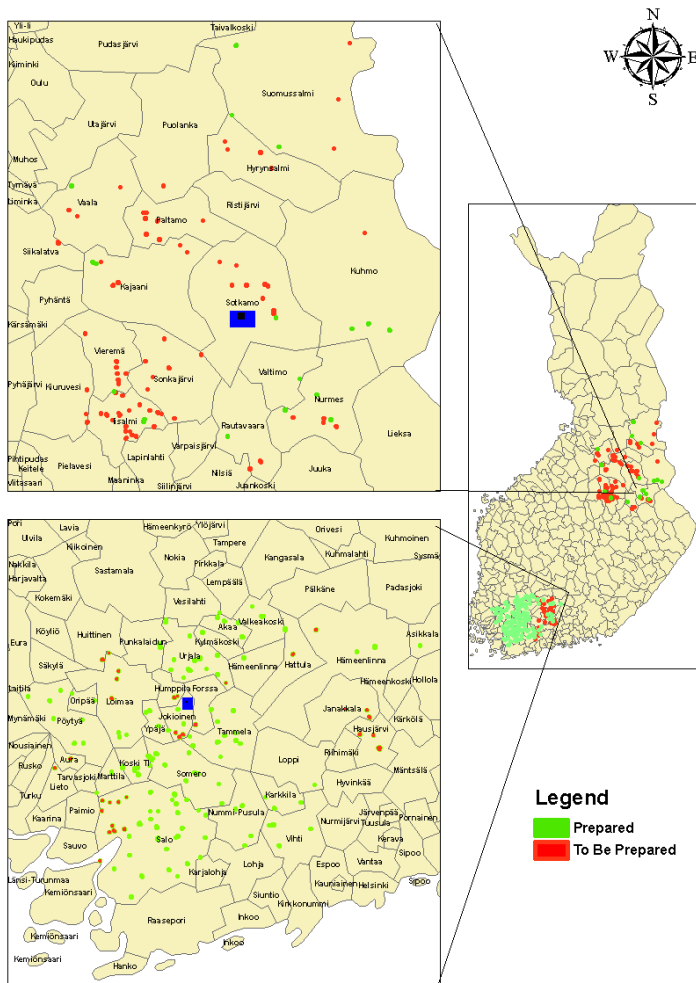 Yli-Ii
Taivalkoski
Haukipudas
Pudasjärvi
Kiiminki
Oulu
Suomussalmi
Utajärvi
Puolanka
Muhos
Hyrynsalmi
Tyrnävä
Liminka
Vaala
Ristijärvi
Paltamo
Siikalatva
Kuhmo
Kajaani
Pyhäntä
Sotkamo
Kärsämäki
Vieremä
Valtimo
Sonkajärvi
Pyhäjärvi
Kiuruvesi
Nurmes
Iisalmi
Rautavaara
Lieksa
Varpaisjärvi
Pihtipudas
Keitele
Pielavesi
Lapinlahti
Nilsiä
Juuka
Viitasaari
Maaninka
Siilinjärvi
Juankoski
N
W
E
S
Pori
Lavia
Hämeenkyrö
Ylöjärvi
Orivesi
Ulvila
Kiikoinen
Tampere
Kuhmoinen
Nokia
Kuhmalahti
Nakkila
Pirkkala
Kangasala
Sysmä
Harjavalta
Sastamala
Lempäälä
Pälkäne
Padasjoki
Kokemäki
Vesilahti
Köyliö
Huittinen
Akaa
Valkeakoski
Asikkala
Eura
Punkalaidun
Kylmäkoski
Urjala
Hattula
Hämeenlinna
Säkylä
Hämeenlinna
Hollola
Laitila
Humppila
Forssa
Hämeenkoski
Oripää
Loimaa
Janakkala
Mynämäki
Pöytyä
Jokioinen
Kärkölä
Ypäjä
Tammela
Hausjärvi
Nousiainen
Aura
Koski Tl
Loppi
Riihimäki
Rusko
Tarvasjoki
Marttila
Somero
Mäntsälä
Lieto
Hyvinkää
Turku
Karkkila
Paimio
Nummi-Pusula
Järvenpää
Pornainen
Kaarina
Nurmijärvi
Tuusula
Vihti
Kerava
Sauvo
Salo
Sipoo
Lohja
Espoo
Vantaa
Karjalohja
Länsi-Turunmaa
Kauniainen
Helsinki
Sipoo
Kemiönsaari
Siuntio
Kirkkonummi
Raasepori
Inkoo
Kemiönsaari
Inkoo
Kemiönsaari
Hanko
Legend
Prepared
To Be Prepared